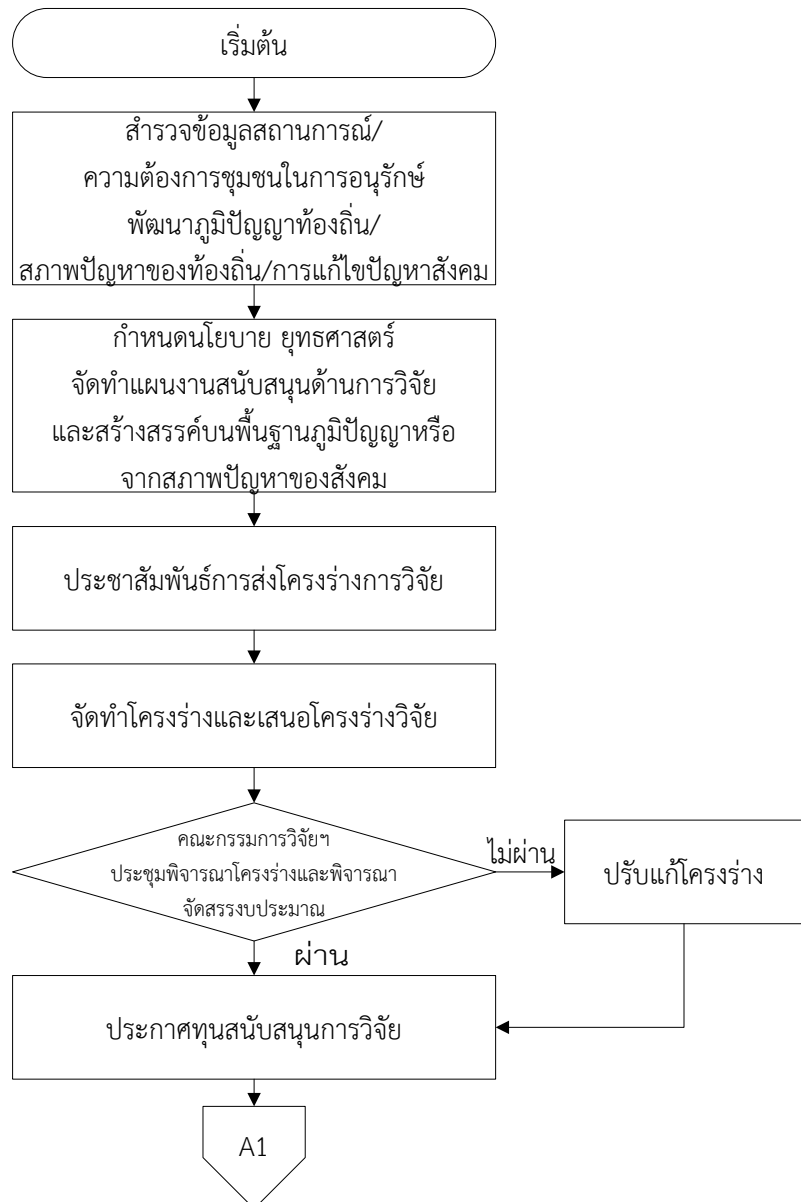 เริ่มต้น
สำรวจข้อมูลสถานการณ์/
ความต้องการชุมชนในการอนุรักษ์
พัฒนาภูมิปัญญาท้องถิ่น/
สภาพปัญหาของท้องถิ่น/การแก้ไขปัญหาสังคม
กำหนดนโยบาย ยุทธศาสตร์
จัดทำแผนงานสนับสนุนด้านการวิจัย
และสร้างสรรค์บนพื้นฐานภูมิปัญญาหรือ
จากสภาพปัญหาของสังคม
ประชาสัมพันธ์การส่งโครงร่างการวิจัย
จัดทำโครงร่างและเสนอโครงร่างวิจัย
คณะกรรมการวิจัยฯ
ประชุมพิจารณาโครงร่างและพิจารณา
จัดสรรงบประมาณ
ไม่ผ่าน
ปรับแก้โครงร่าง
ผ่าน
ประกาศทุนสนับสนุนการวิจัย
A1